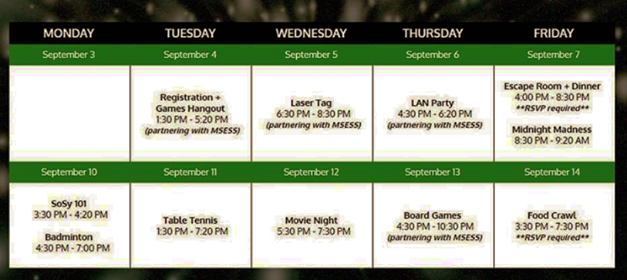 MONDAY TUESDAY WEDNESDAY THURSDAY FRIDAY
September 3 September 4 September 5 September 6 September 7
Registration +
Games Hangout
1:30 PM - 5:20 PM
(partnering with MSESS)
Laser Tag
6:30 PM - 8:30 PM
(partnering with MSESS)
LAN Party
4:30 PM - 6:20 PM
(partnering with MSESS)
Escape Room + Dinner
4:00 PM - 8:30 PM
**RSVP required**
Midnight Madness
8:30 PM - 9:20 AM
September 10 September 11 September 12 September 13 September 14
SoSy 101
3:30 PM - 4:20 PM
Badminton
4:30 PM - 7:00 PM
Table Tennis
1:30 PM - 7:20 PM
Movie Night
5:30 PM - 7:30 PM
Board Games
4:30 PM - 10:30 PM
(partnering with MSESS)
Food Crawl
3:30 PM - 7:30 PM
**RSVP required**